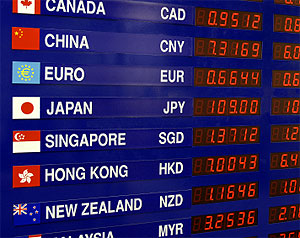 CANADA CAD 0.9512
CHINA CNY 7.3169
EURO EUR 0.6644
JAPAN JPY 109.00
SINGAPORE SGD 1.3712
HONG KONG HKD 7.0043
NEW ZEALAND NZD 1.1646
MALAYSIA MYR 3.2536